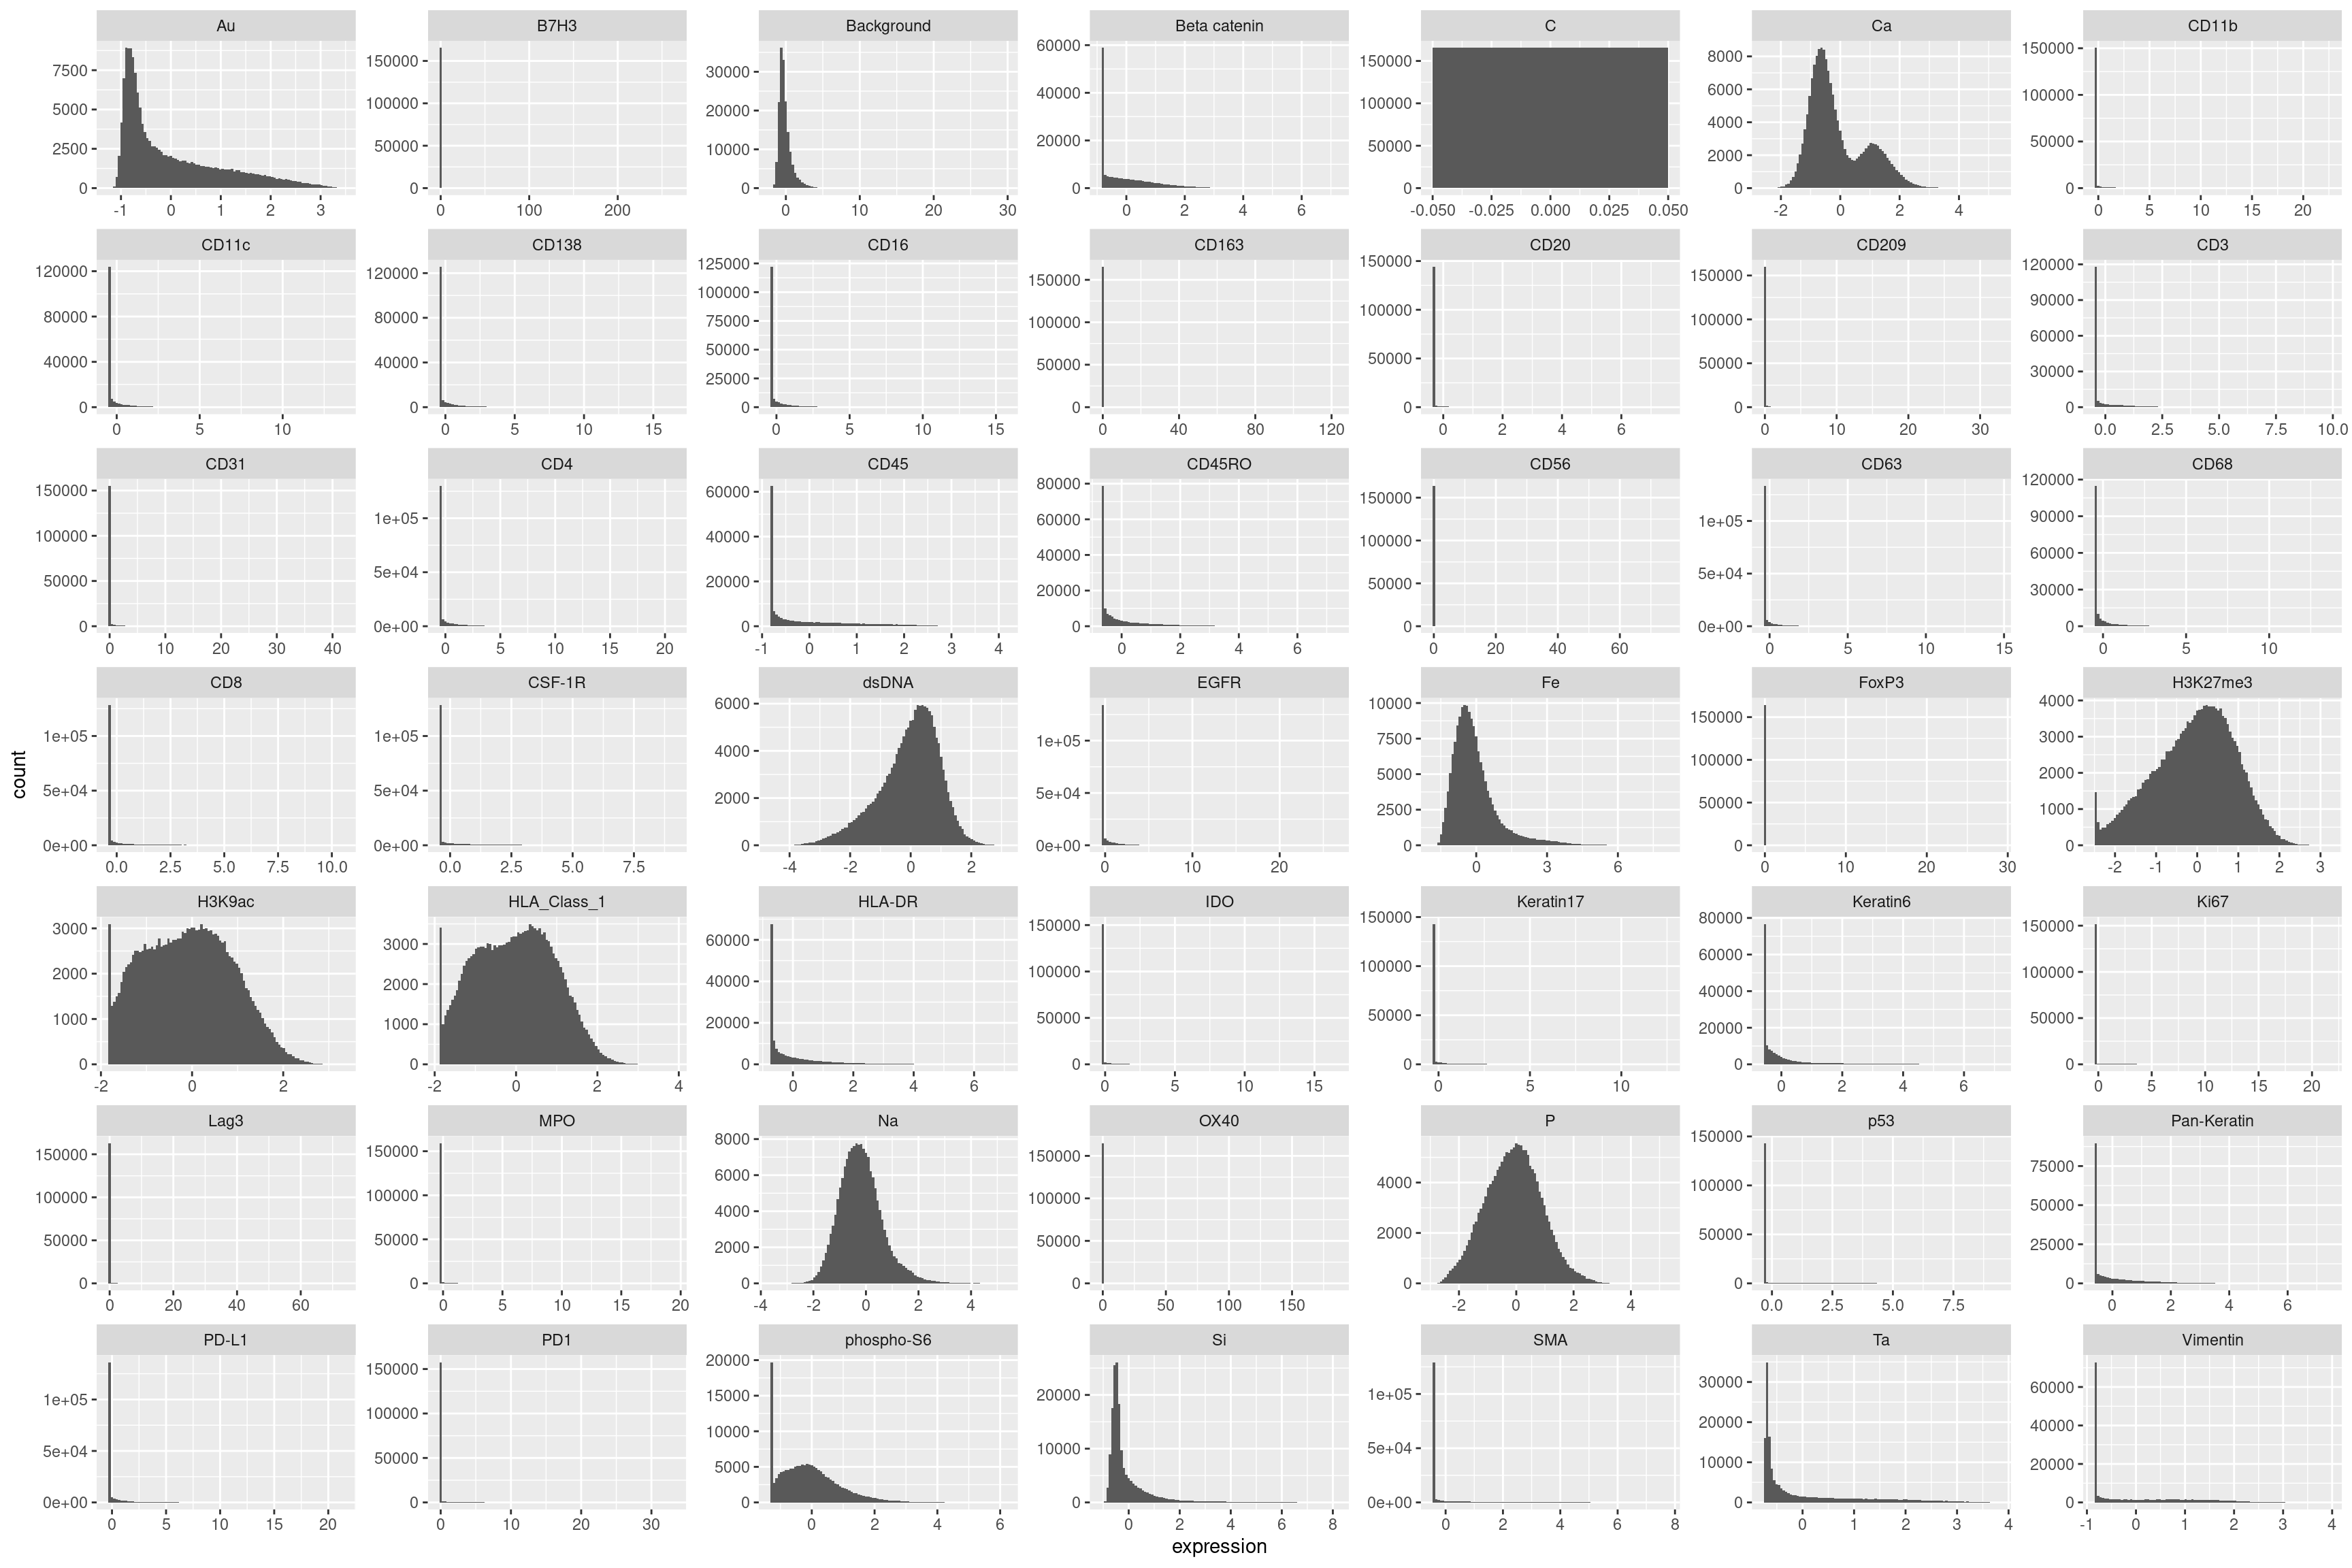 Au
7500
5000
2500
0
-1 0 1 2 3
B7H3
150000
100000
50000
0
0 100 200
Background
30000
20000
10000
0
0 10 20 30
Beta catenin
60000
40000
20000
0
0 2 4 6
C
150000
100000
50000
0
-0.050 -0.025 0.000 0.025 0.050
Ca
8000
6000
4000
2000
0
-2 0 2 4
CD11b
150000
100000
50000
0
0 5 10 15 20
CD11c
120000
80000
40000
0
0 5 10
CD138
120000
80000
40000
0
0 5 10 15
CD16
125000
100000
75000
50000
25000
0
0 5 10 15
CD163
150000
100000
50000
0
0 40 80 120
CD20
150000
100000
50000
0
0 2 4 6
CD209
150000
100000
50000
0
0 10 20 30
CD3
120000
90000
60000
30000
0
0.0 2.5 5.0 7.5 10.0
CD31
150000
100000
50000
0
0 10 20 30 40
CD4
1e+05
5e+04
0e+00
0 5 10 15 20
CD45
60000
40000
20000
0
-1 0 1 2 3 4
CD45RO
80000
60000
40000
20000
0
0 2 4 6
CD56
150000
100000
50000
0
0 20 40 60
CD63
1e+05
5e+04
0e+00
0 5 10 15
CD68
120000
90000
60000
30000
0
0 5 10
count
CD8
1e+05
5e+04
0e+00
0.0 2.5 5.0 7.5 10.0
CSF-1R
1e+05
5e+04
0e+00
0.0 2.5 5.0 7.5
dsDNA
6000
4000
2000
0
-4 -2 0 2
EGFR
1e+05
5e+04
0e+00
0 10 20
Fe
10000
7500
5000
2500
0
0 3 6
FoxP3
150000
100000
50000
0
0 10 20 30
H3K27me3
4000
3000
2000
1000
0
-2 -1 0 1 2 3
H3K9ac
3000
2000
1000
0
-2 0 2
HLA_Class_1
3000
2000
1000
0
-2 0 2 4
HLA-DR
60000
40000
20000
0
0 2 4 6
IDO
150000
100000
50000
0
0 5 10 15
Keratin17
150000
100000
50000
0
0 5 10
Keratin6
80000
60000
40000
20000
0
0 2 4 6
Ki67
150000
100000
50000
0
0 5 10 15 20
Lag3
150000
100000
50000
0
0 20 40 60
MPO
150000
100000
50000
0
0 5 10 15 20
Na
8000
6000
4000
2000
0
-4 -2 0 2 4
OX40
150000
100000
50000
0
0 50 100 150
P
4000
2000
0
-2 0 2 4
p53
150000
100000
50000
0
0.0 2.5 5.0 7.5
Pan-Keratin
75000
50000
25000
0
0 2 4 6
PD-L1
1e+05
5e+04
0e+00
0 5 10 15 20
PD1
150000
100000
50000
0
0 10 20 30
phospho-S6
20000
15000
10000
5000
0
0 2 4 6
Si
20000
10000
0
0 2 4 6 8
SMA
1e+05
5e+04
0e+00
0 2 4 6 8
Ta
30000
20000
10000
0
0 1 2 3 4
Vimentin
60000
40000
20000
0
-1 0 1 2 3 4
expression